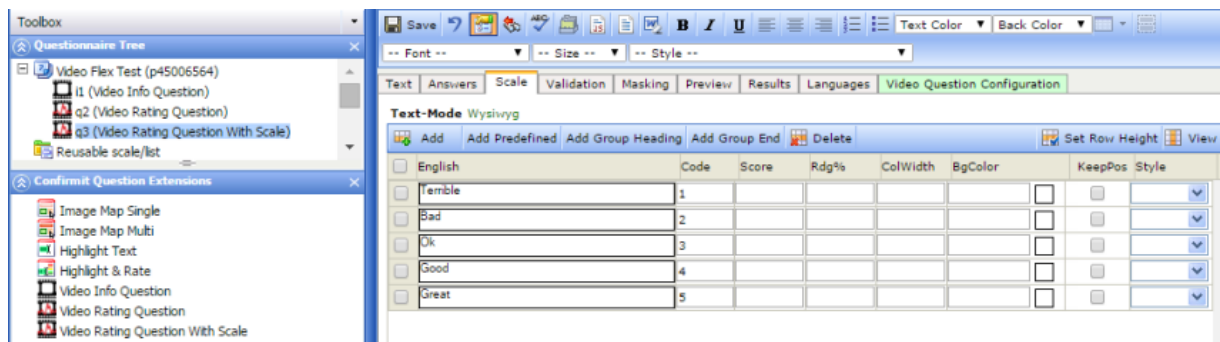 Toolbox
Questionnaire Tree
Video Flex Test (p45006564)
i1 (Video Info Question)
q2 (Video Rating Question)
q3 (Video Rating Question With Scale)
Reusable scale/list
Confirmit Question Extensions
Image Map Single
Image Map Multi
Highlight Text
Highlight & Rate
Video Info Question
Video Rating Question
Video Rating Question With Scale
Save B I U Text Color Back Color
-- Font -- -- Size -- -- Style --
Text Answers Scale Validation Masking Preview Results Languages Video Question Configuration
Text-Mode Wysiwyg
Add Add Predefined Add Group Heading Add Group End Delete Set Row Height View
English Code Score Rdg% ColWidth BgColor KeepPos Style
Terrible 1
Bad 2
Ok 3
Good 4
Great 5